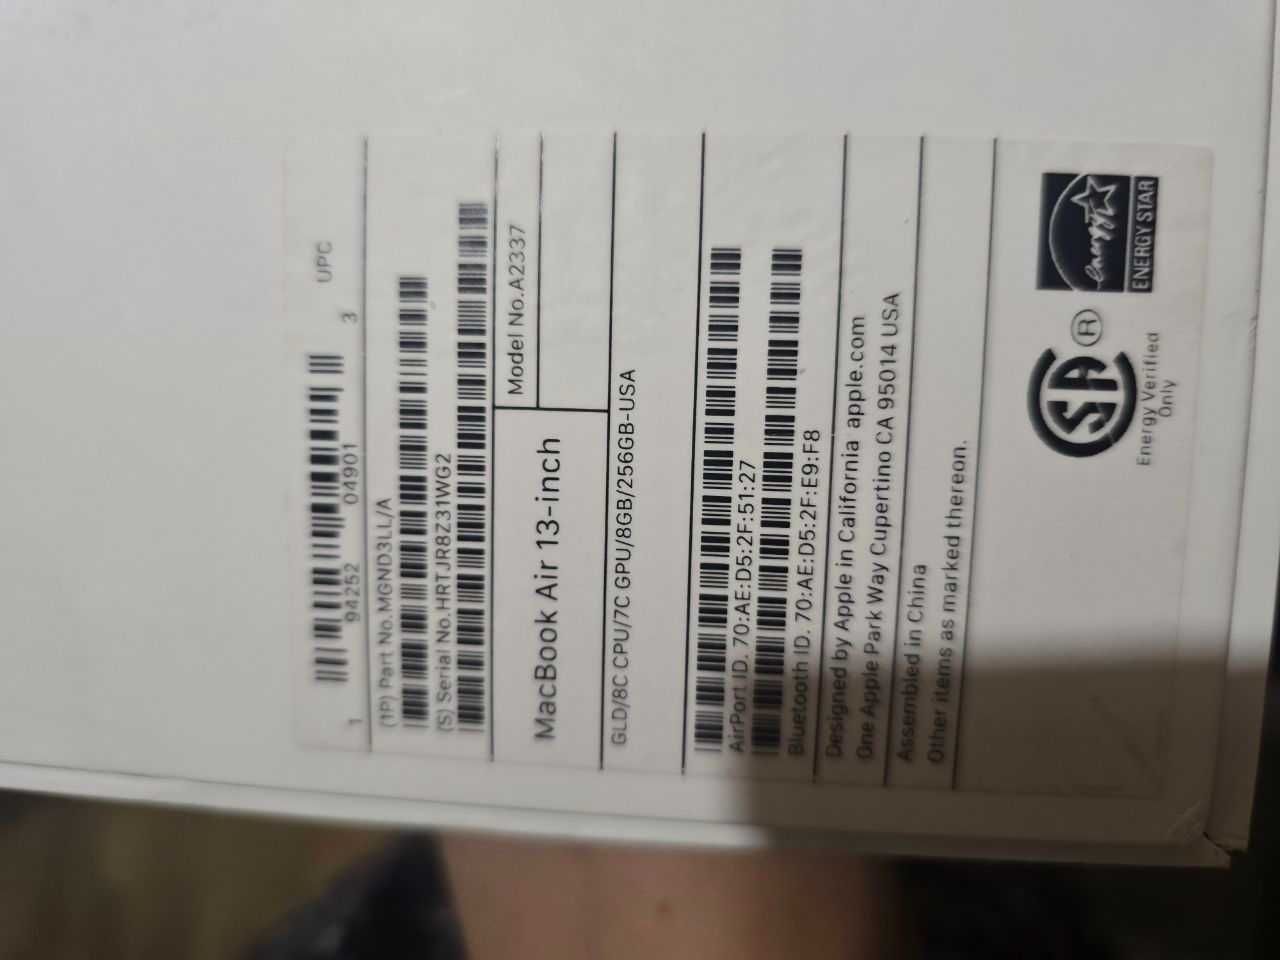 UPC
1 94252 04901 3
(1P) Part No.MGND3LL/A
(S) Serial No.HRTJR8Z31WG2
MacBook Air 13-inch
Model No.A2337
GLD/8C CPU/7C GPU/8GB/256GB-USA
AirPort ID. 70:AE:D5:2F:51:27
Bluetooth ID. 70:AE:D5:2F:E9:F8
Designed by Apple in California apple.com
One Apple Park Way Cupertino CA 95014 USA
Assembled in China
Other items as marked thereon.
SA ®
Energy Verified
Only
energy
ENERGY STAR